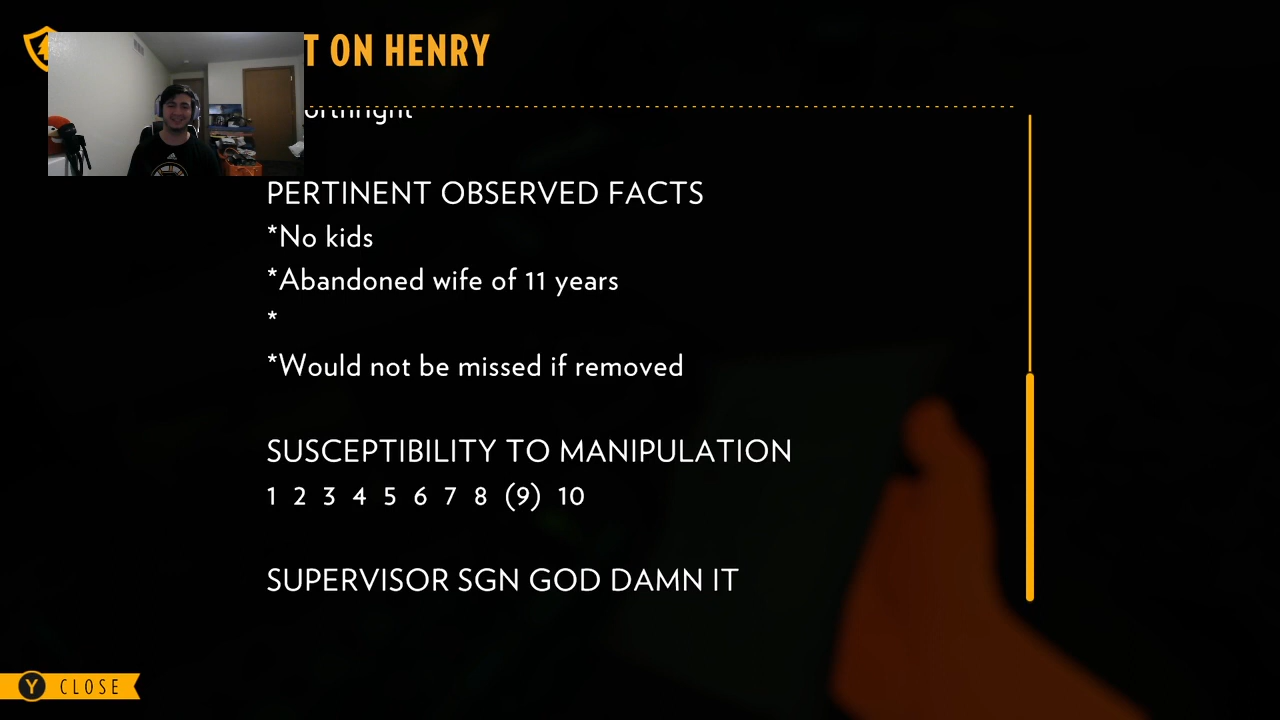 T ON HENRY
PERTINENT OBSERVED FACTS
*No kids
*Abandoned wife of 11 years
*
*Would not be missed if removed
SUSCEPTIBILITY TO MANIPULATION
1 2 3 4 5 6 7 8 (9) 10
SUPERVISOR SGN GOD DAMN IT
Y CLOSE